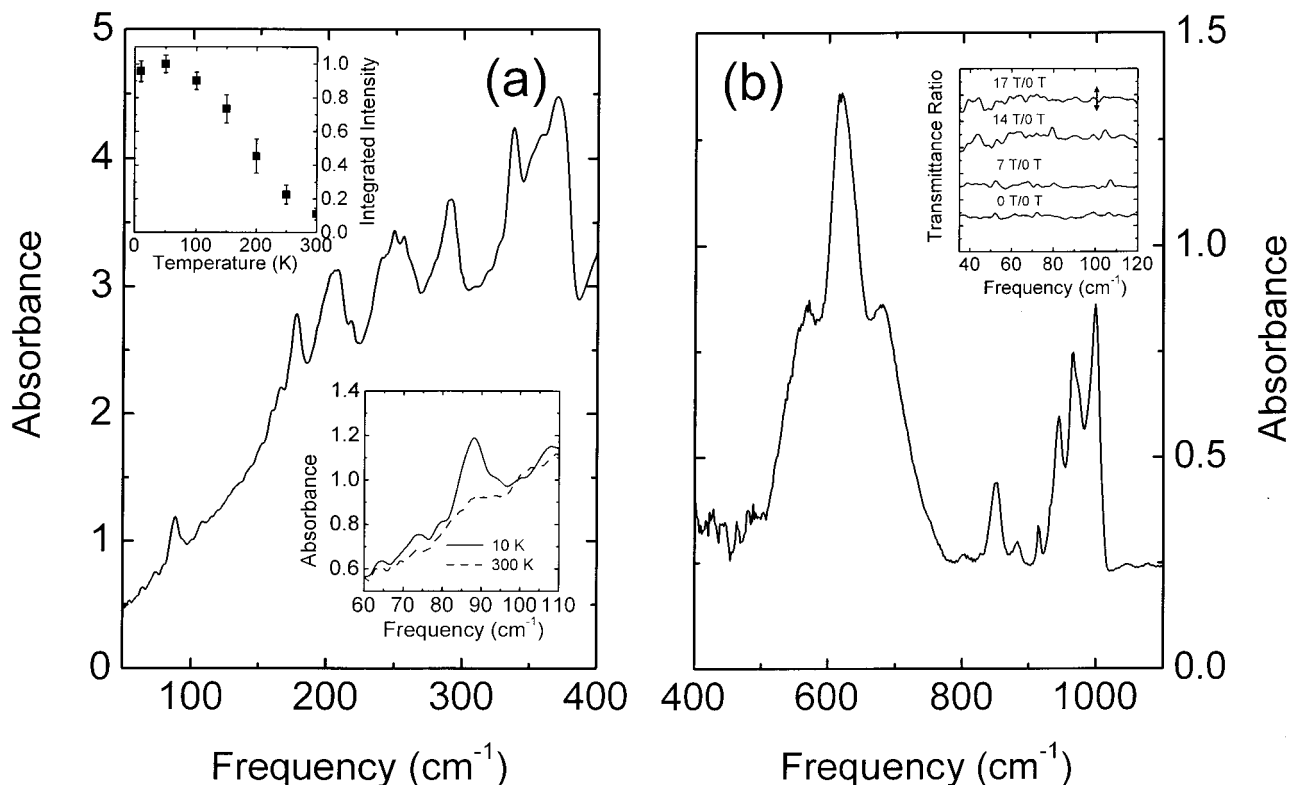 (a)
5
4
3
2
1
0
100
200
300
400
Absorbance
Frequency (cm-1)
1.0
0.8
0.6
0.4
0.2
0.0
0
100
200
300
Integrated Intensity
Temperature (K)
1.4
1.2
1.0
0.8
0.6
60
70
80
90
100
110
Absorbance
Frequency (cm-1)
10 K
300 K
(b)
1.5
1.0
0.5
0.0
400
600
800
1000
Absorbance
Frequency (cm-1)
17 T/0 T
14 T/0 T
7 T/0 T
0 T/0 T
Transmittance Ratio
40
60
80
100
120
Frequency (cm-1)